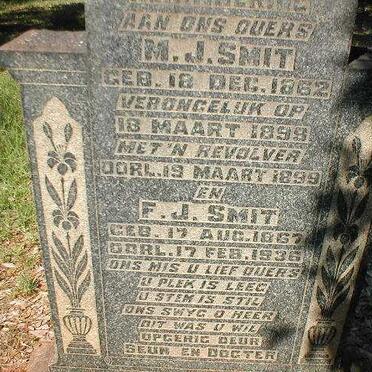 AAN ONS OUERS
M.J. SMIT
GEB. 18 DEC. 1862
VERONGELUK OP
18 MAART 1899
MET'N REVOLVER
OORL. 19 MAART 1899
EN
F.J. SMIT
GEB. 17 AUG. 1867
OORL. 17 FEB. 1936
ONS MIS U LIEF OUERS
U PLEK IS LEEG
U STEM IS STIL
ONS SWYG O HEER
DIT WAS U WIL
OPGERIG DEUR
SEUN EN DOGTER